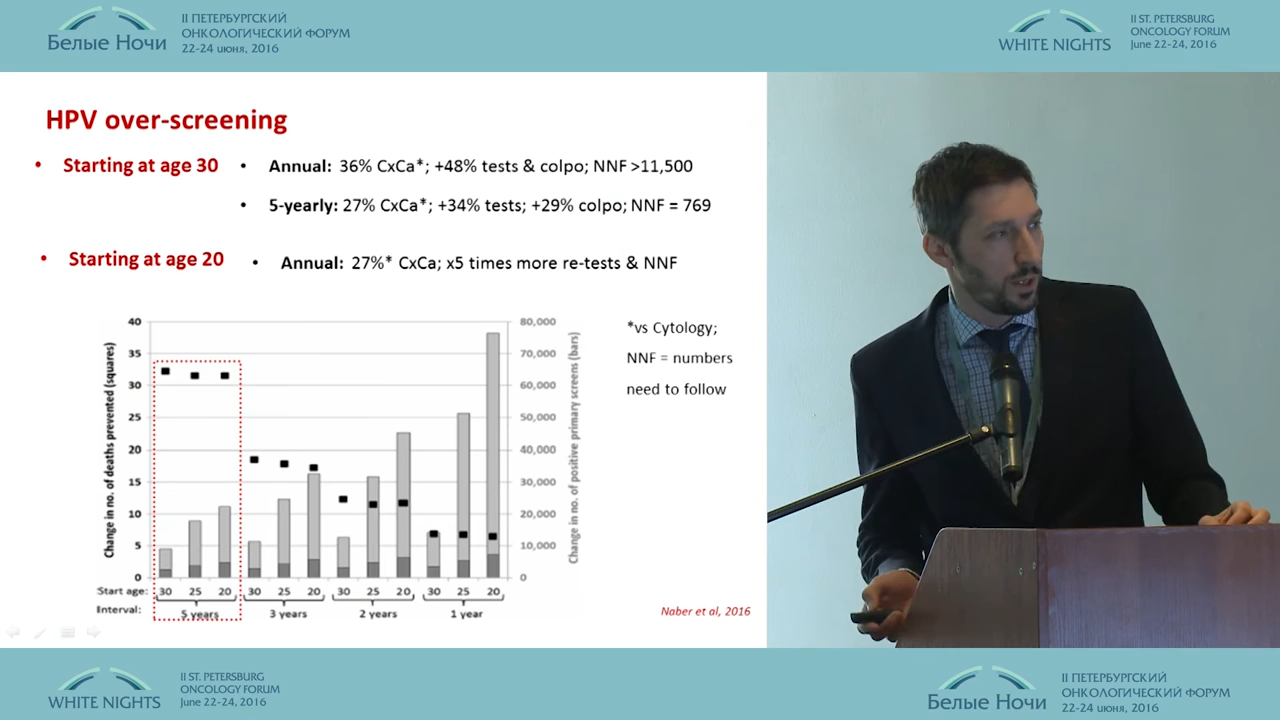 Белые Ночи
II ПЕТЕРБУРГСКИЙ
ОНКОЛОГИЧЕСКИЙ ФОРУМ
22-24 июня, 2016
WHITE NIGHTS
II ST. PETERSBURG
ONCOLOGY FORUM
June 22-24, 2016
HPV over-screening
• Starting at age 30
• Annual: 36% CxCa*; +48% tests & colpo; NNF >11,500
• 5-yearly: 27% CxCa*; +34% tests; +29% colpo; NNF = 769
• Starting at age 20
• Annual: 27%* CxCa; x5 times more re-tests & NNF
Change in no. of deaths prevented (squares)
40
35
30
25
20
15
10
5
0
80,000
70,000
60,000
50,000
40,000
30,000
20,000
10,000
0
Change in no. of positive primary screens (bars)
Start age: 30 25 20 30 25 20 30 25 20 30 25 20
Interval: 5 years 3 years 2 years 1 year
*vs Cytology;
NNF = numbers
need to follow
Naber et al, 2016
WHITE NIGHTS
II ST. PETERSBURG
ONCOLOGY FORUM
June 22-24, 2016
Белые Ночи
II ПЕТЕРБУРГСКИЙ
ОНКОЛОГИЧЕСКИЙ ФОРУМ
22-24 июня, 2016